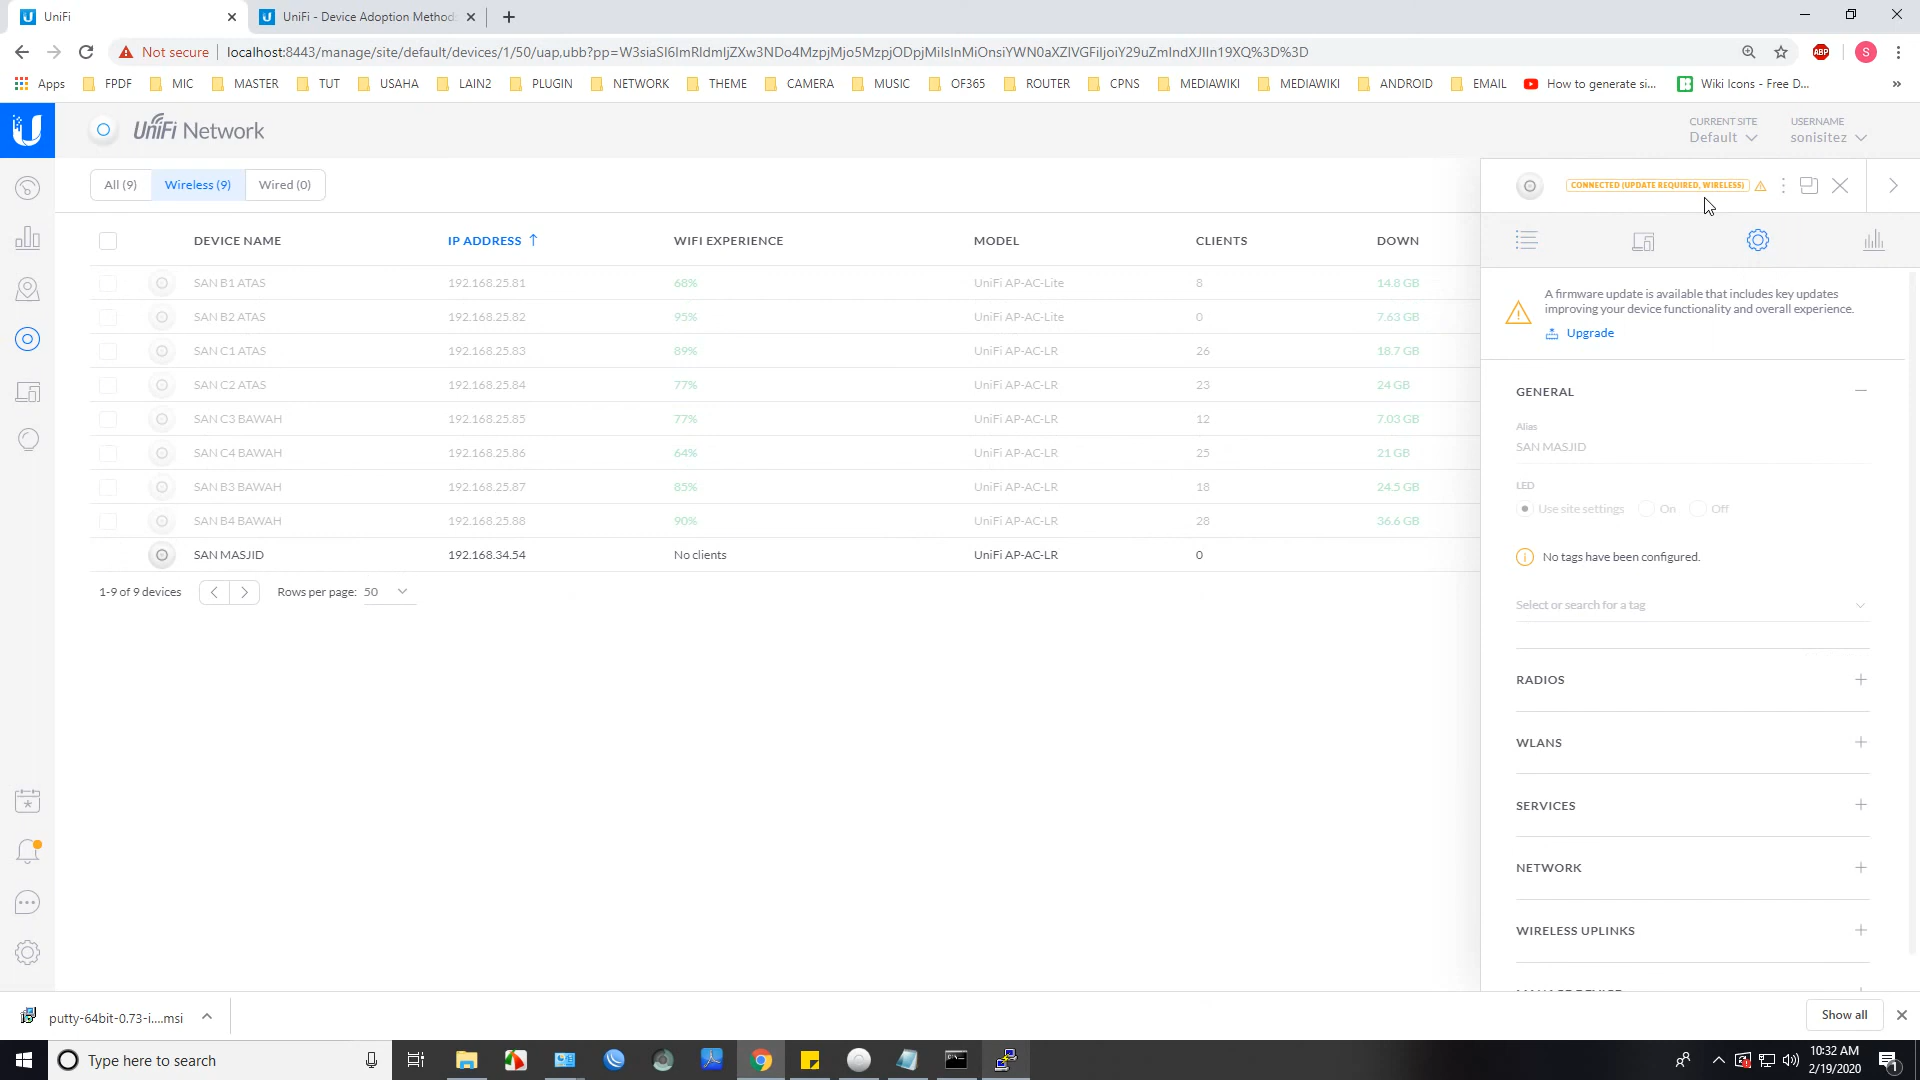 UniFi
UniFi - Device Adoption Methods
Not secure
ABP
S
Apps
FPDF
MIC
MASTER
TUT
USAHA
LAIN2
PLUGIN
NETWORK
THEME
CAMERA
MUSIC
OF365
ROUTER
CPNS
MEDIAWIKI
MEDIAWIKI
ANDROID
EMAIL
How to generate si...
Wiki Icons - Free D...
UniFi Network
CURRENT SITE
Default
USERNAME
sonisitez
All (9)
Wireless (9)
Wired (0)
CONNECTED (UPDATE REQUIRED, WIRELESS)
DEVICE NAME IP ADDRESS WIFI EXPERIENCE MODEL CLIENTS DOWN
SAN B1 ATAS 192.168.25.81 68% UniFi AP-AC-Lite 8 14.8 GB
SAN B2 ATAS 192.168.25.82 95% UniFi AP-AC-Lite 0 7.63 GB
SAN C1 ATAS 192.168.25.83 89% UniFi AP-AC-LR 26 18.7 GB
SAN C2 ATAS 192.168.25.84 77% UniFi AP-AC-LR 23 24 GB
SAN C3 BAWAH 192.168.25.85 77% UniFi AP-AC-LR 12 7.03 GB
SAN C4 BAWAH 192.168.25.86 64% UniFi AP-AC-LR 25 21 GB
SAN B3 BAWAH 192.168.25.87 85% UniFi AP-AC-LR 18 24.5 GB
SAN B4 BAWAH 192.168.25.88 90% UniFi AP-AC-LR 28 36.6 GB
SAN MASJID 192.168.34.54 No clients UniFi AP-AC-LR 0
1-9 of 9 devices
Rows per page: 50
A firmware update is available that includes key updates
improving your device functionality and overall experience.
Upgrade
GENERAL
Alias
SAN MASJID
LED
Use site settings On Off
No tags have been configured.
Select or search for a tag
RADIOS
WLANS
SERVICES
NETWORK
WIRELESS UPLINKS
putty-64bit-0.73-i....msi
Show all
Type here to search
10:32 AM
2/19/2020
1